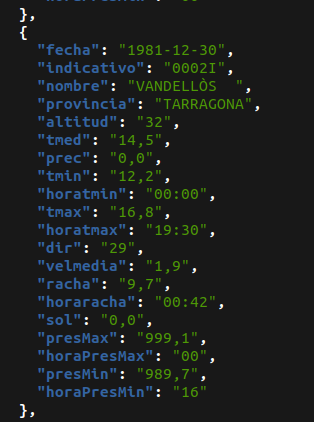 },
{
"fecha": "1981-12-30",
"indicativo": "0002I",
"nombre": "VANDELLÒS  ",
"provincia": "TARRAGONA",
"altitud": "32",
"tmed": "14,5",
"prec": "0,0",
"tmin": "12,2",
"horatmin": "00:00",
"tmax": "16,8",
"horatmax": "19:30",
"dir": "29",
"velmedia": "1,9",
"racha": "9,7",
"horaracha": "00:42",
"sol": "0,0",
"presMax": "999,1",
"horaPresMax": "00",
"presMin": "989,7",
"horaPresMin": "16"
},